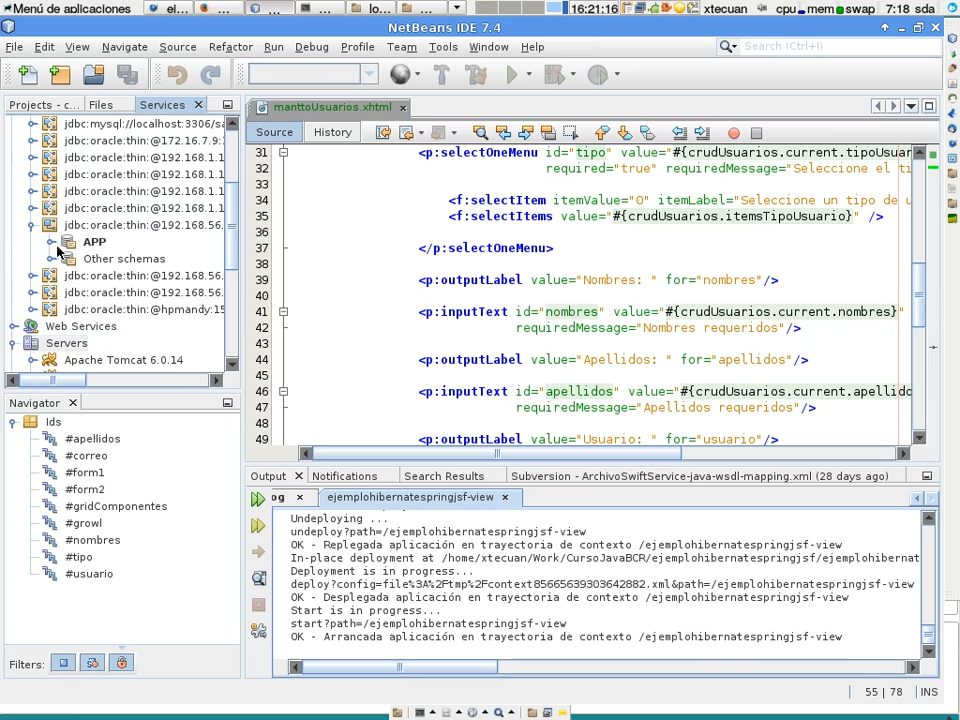 Menú de aplicaciones
el...
f...
...
...
lo...
...
16:21:16
xtecuan
cpu
mem
swap
7:18 sda
NetBeans IDE 7.4
File Edit View Navigate Source Refactor Run Debug Profile Team Tools Window Help
Search (Ctrl+I)
Projects - c... Files Services
manttoUsuarios.xhtml
Source History
jdbc:mysql://localhost:3306/sa
jdbc:oracle:thin:@172.16.7.9:
jdbc:oracle:thin:@192.168.1.1
jdbc:oracle:thin:@192.168.1.1
jdbc:oracle:thin:@192.168.1.1
jdbc:oracle:thin:@192.168.1.1
jdbc:oracle:thin:@192.168.56.
APP
Other schemas
jdbc:oracle:thin:@192.168.56.
jdbc:oracle:thin:@192.168.56.
jdbc:oracle:thin:@hpmandy:15
Web Services
Servers
Apache Tomcat 6.0.14
31 <p:selectOneMenu id="tipo" value="#{crudUsuarios.current.tipoUsuar
32 required="true" requiredMessage="Seleccione el ti
33
34 <f:selectItem itemValue="0" itemLabel="Seleccione un tipo de u
35 <f:selectItems value="#{crudUsuarios.itemsTipoUsuario}" />
36
37 </p:selectOneMenu>
38
39 <p:outputLabel value="Nombres: " for="nombres"/>
40
41 <p:inputText id="nombres" value="#{crudUsuarios.current.nombres}"
42 requiredMessage="Nombres requeridos"/>
43
44 <p:outputLabel value="Apellidos: " for="apellidos"/>
45
46 <p:inputText id="apellidos" value="#{crudUsuarios.current.apellido
47 requiredMessage="Apellidos requeridos"/>
48
49 <p:outputLabel value="Usuario: " for="usuario"/>
Navigator
Ids
#apellidos
#correo
#form1
#form2
#gridComponentes
#growl
#nombres
#tipo
#usuario
Filters:
Output Notifications Search Results Subversion - ArchivoSwiftService-java-wsdl-mapping.xml (28 days ago)
og ejemplohibernatespringjsf-view
Undeploying ...
undeploy?path=/ejemplohibernatespringjsf-view
OK - Replegada aplicación en trayectoria de contexto /ejemplohibernatespringjsf-view
In-place deployment at /home/xtecuan/Work/CursoJavaBCR/ejemplohibernatespringjsf/ejemplohibernat
Deployment is in progress...
deploy?config=file%3A%2Ftmp%2Fcontext85665639303642882.xml&path=/ejemplohibernatespringjsf-view
OK - Desplegada aplicación en trayectoria de contexto /ejemplohibernatespringjsf-view
Start is in progress...
start?path=/ejemplohibernatespringjsf-view
OK - Arrancada aplicación en trayectoria de contexto /ejemplohibernatespringjsf-view
55 | 78 INS